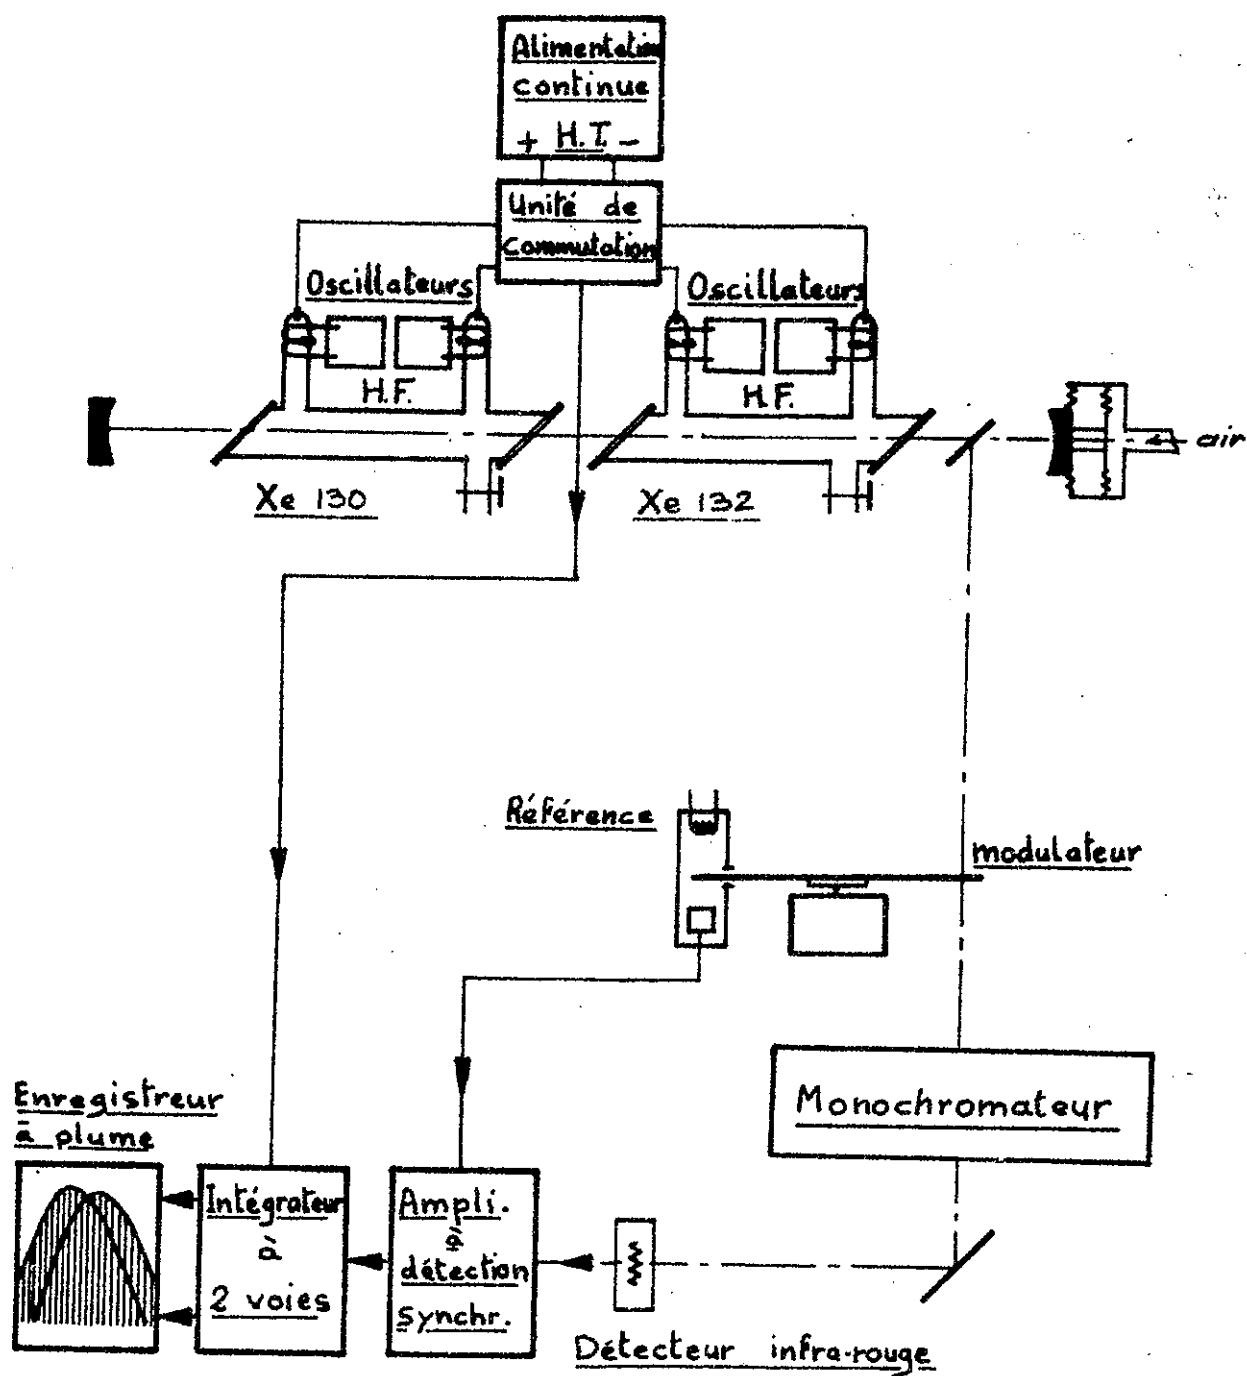 Alimentation
continue
+ H.T. -
Unité de
commutation
Oscillateurs
Oscillateurs
H.F.
H.F.
air
Xe 130
Xe 132
Référence
modulateur
Monochromateur
Enregistreur
à plume
Intégrateur
à
2 voies
Ampli.
à
détection
synchr.
Détecteur infra-rouge